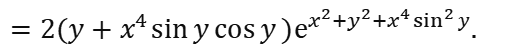 = 2(y + x⁴ sin y cos y)e^{x²+y²+x⁴ sin² y}.